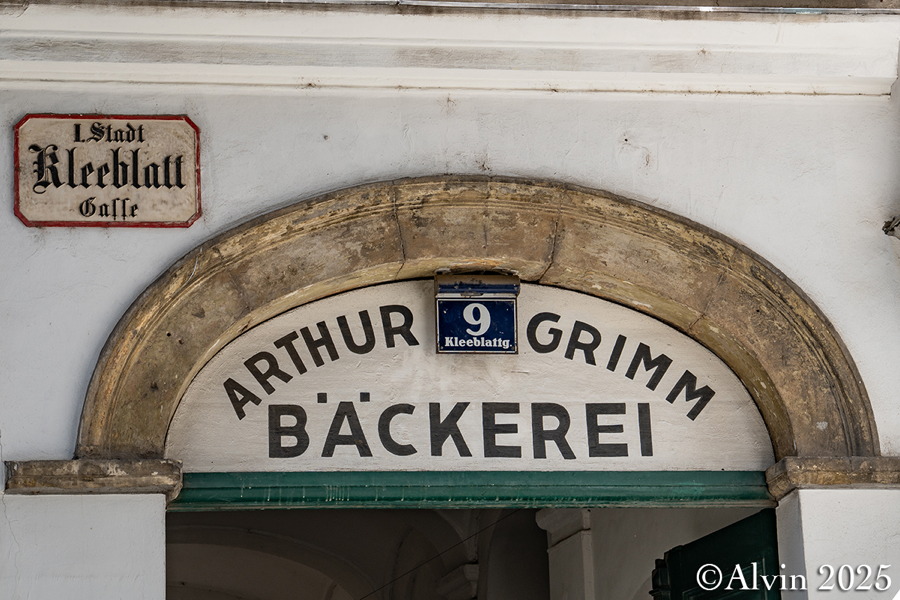 I. Stadt
Kleeblatt
Gasse
9
Kleeblattg.
ARTHUR GRIMM
BÄCKEREI
©Alvin 2025